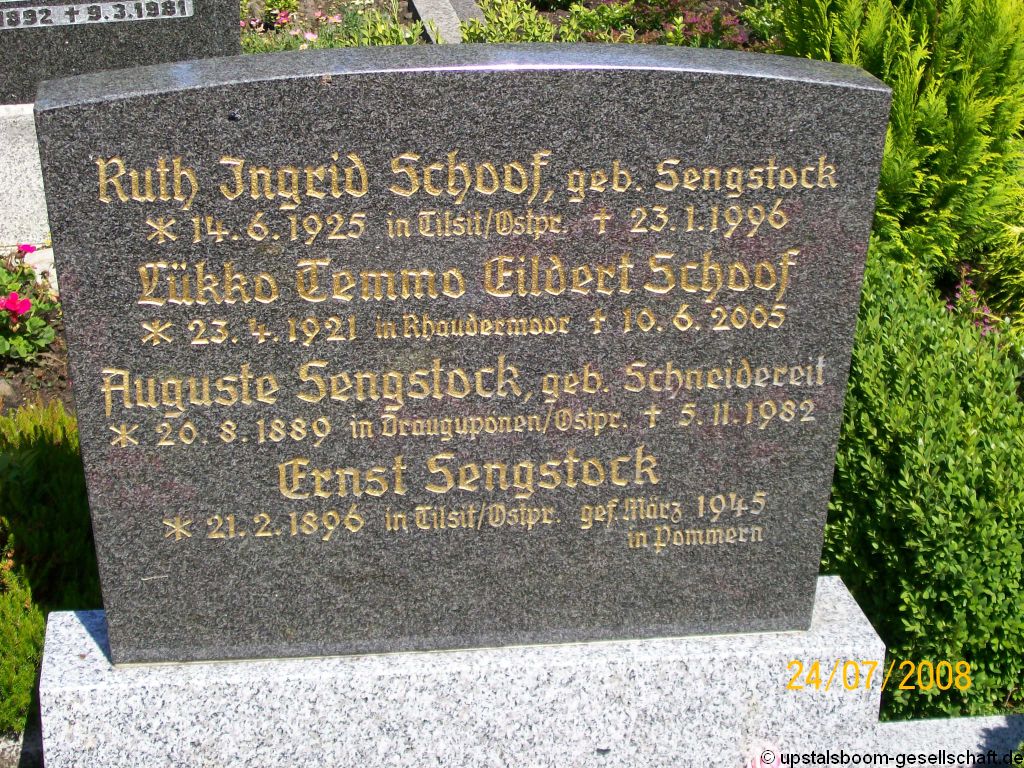 1892 +9.3.1981
Ruth Ingrid Schoof, geb. Sengstock
* 14. 6. 1925 in Tilsit/Ostpr. † 23. 1. 1996
Lükko Temmo Eildert Schoof
* 23. 4. 1921 in Rhaudermoor † 10. 6. 2005
Auguste Sengstock, geb. Schneidereit
* 26. 8. 1889 in Drauguponen/Ostpr. † 5. 11. 1982
Ernst Sengstock
* 21. 2. 1896 in Tilsit/Ostpr. gef. März 1945
in Pommern
24/07/2008
© upstalsboom-gesellschaft.de